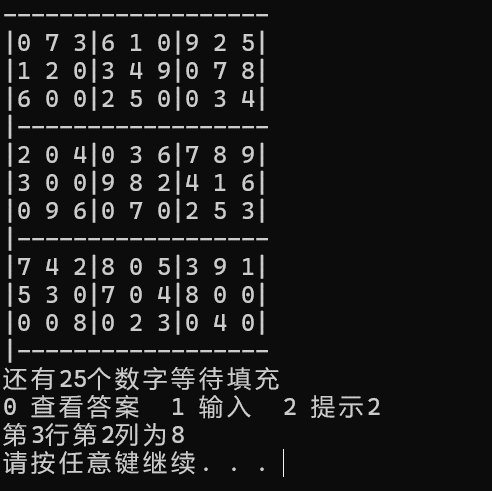 -------------------
|0 7 3|6 1 0|9 2 5|
|1 2 0|3 4 9|0 7 8|
|6 0 0|2 5 0|0 3 4|
|------------------
|2 0 4|0 3 6|7 8 9|
|3 0 0|9 8 2|4 1 6|
|0 9 6|0 7 0|2 5 3|
|------------------
|7 4 2|8 0 5|3 9 1|
|5 3 0|7 0 4|8 0 0|
|0 0 8|0 2 3|0 4 0|
|------------------
还有25个数字等待填充
0 查看答案  1 输入  2 提示2
第3行第2列为8
请按任意键继续. . .